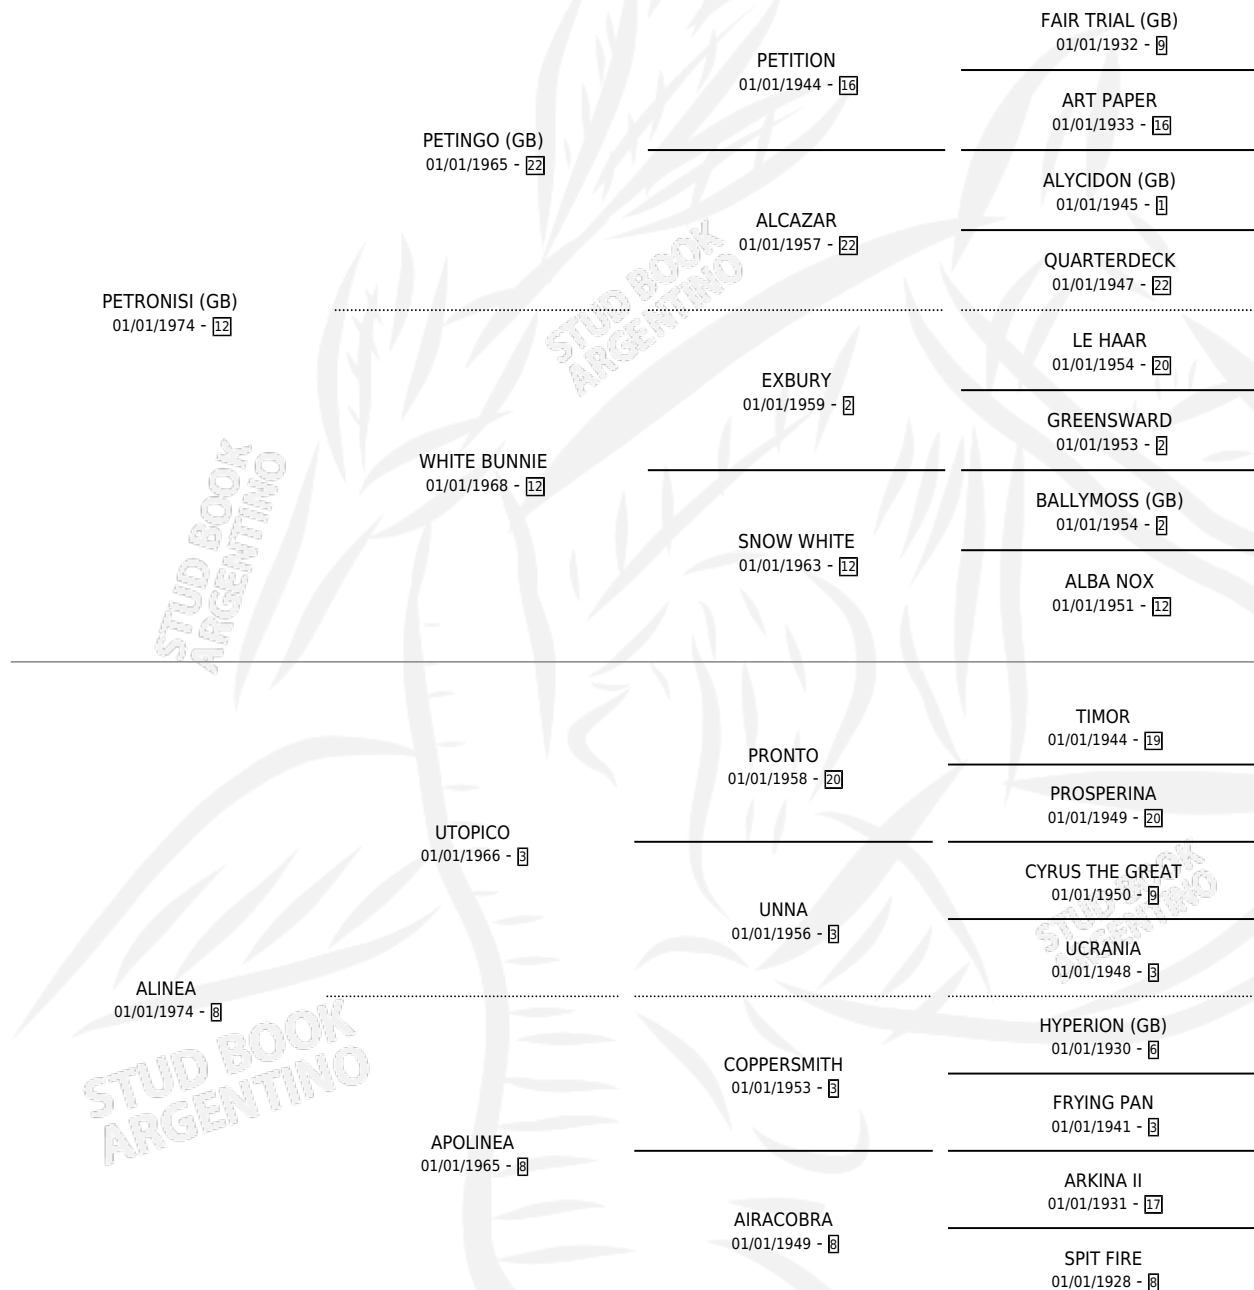 FAIR TRIAL (GB)
01/01/1932 - 9
PETITION
01/01/1944 - 16
ART PAPER
01/01/1933 - 16
PETINGO (GB)
01/01/1965 - 22
ALYCIDON (GB)
01/01/1945 - 1
ALCAZAR
01/01/1957 - 22
QUARTERDECK
01/01/1947 - 22
PETRONISI (GB)
01/01/1974 - 12
LE HAAR
01/01/1954 - 20
EXBURY
01/01/1959 - 2
GREENSWARD
01/01/1953 - 2
WHITE BUNNIE
01/01/1968 - 12
BALLYMOSS (GB)
01/01/1954 - 2
SNOW WHITE
01/01/1963 - 12
ALBA NOX
01/01/1951 - 12
TIMOR
01/01/1944 - 19
PRONTO
01/01/1958 - 20
PROSPERINA
01/01/1949 - 20
UTOPICO
01/01/1966 - 3
CYRUS THE GREAT
01/01/1950 - 9
UNNA
01/01/1956 - 3
UCRANIA
01/01/1948 - 3
ALINEA
01/01/1974 - 8
HYPERION (GB)
01/01/1930 - 6
COPPERSMITH
01/01/1953 - 3
FRYING PAN
01/01/1941 - 3
APOLINEA
01/01/1965 - 8
ARKINA II
01/01/1931 - 17
AIRACOBRA
01/01/1949 - 8
SPIT FIRE
01/01/1928 - 8
STUD BOOK
ARGENTINO
STUD BOOK
ARGENTINO
STUD BOOK
ARGENTINO
STUD BOOK
ARGENTINO